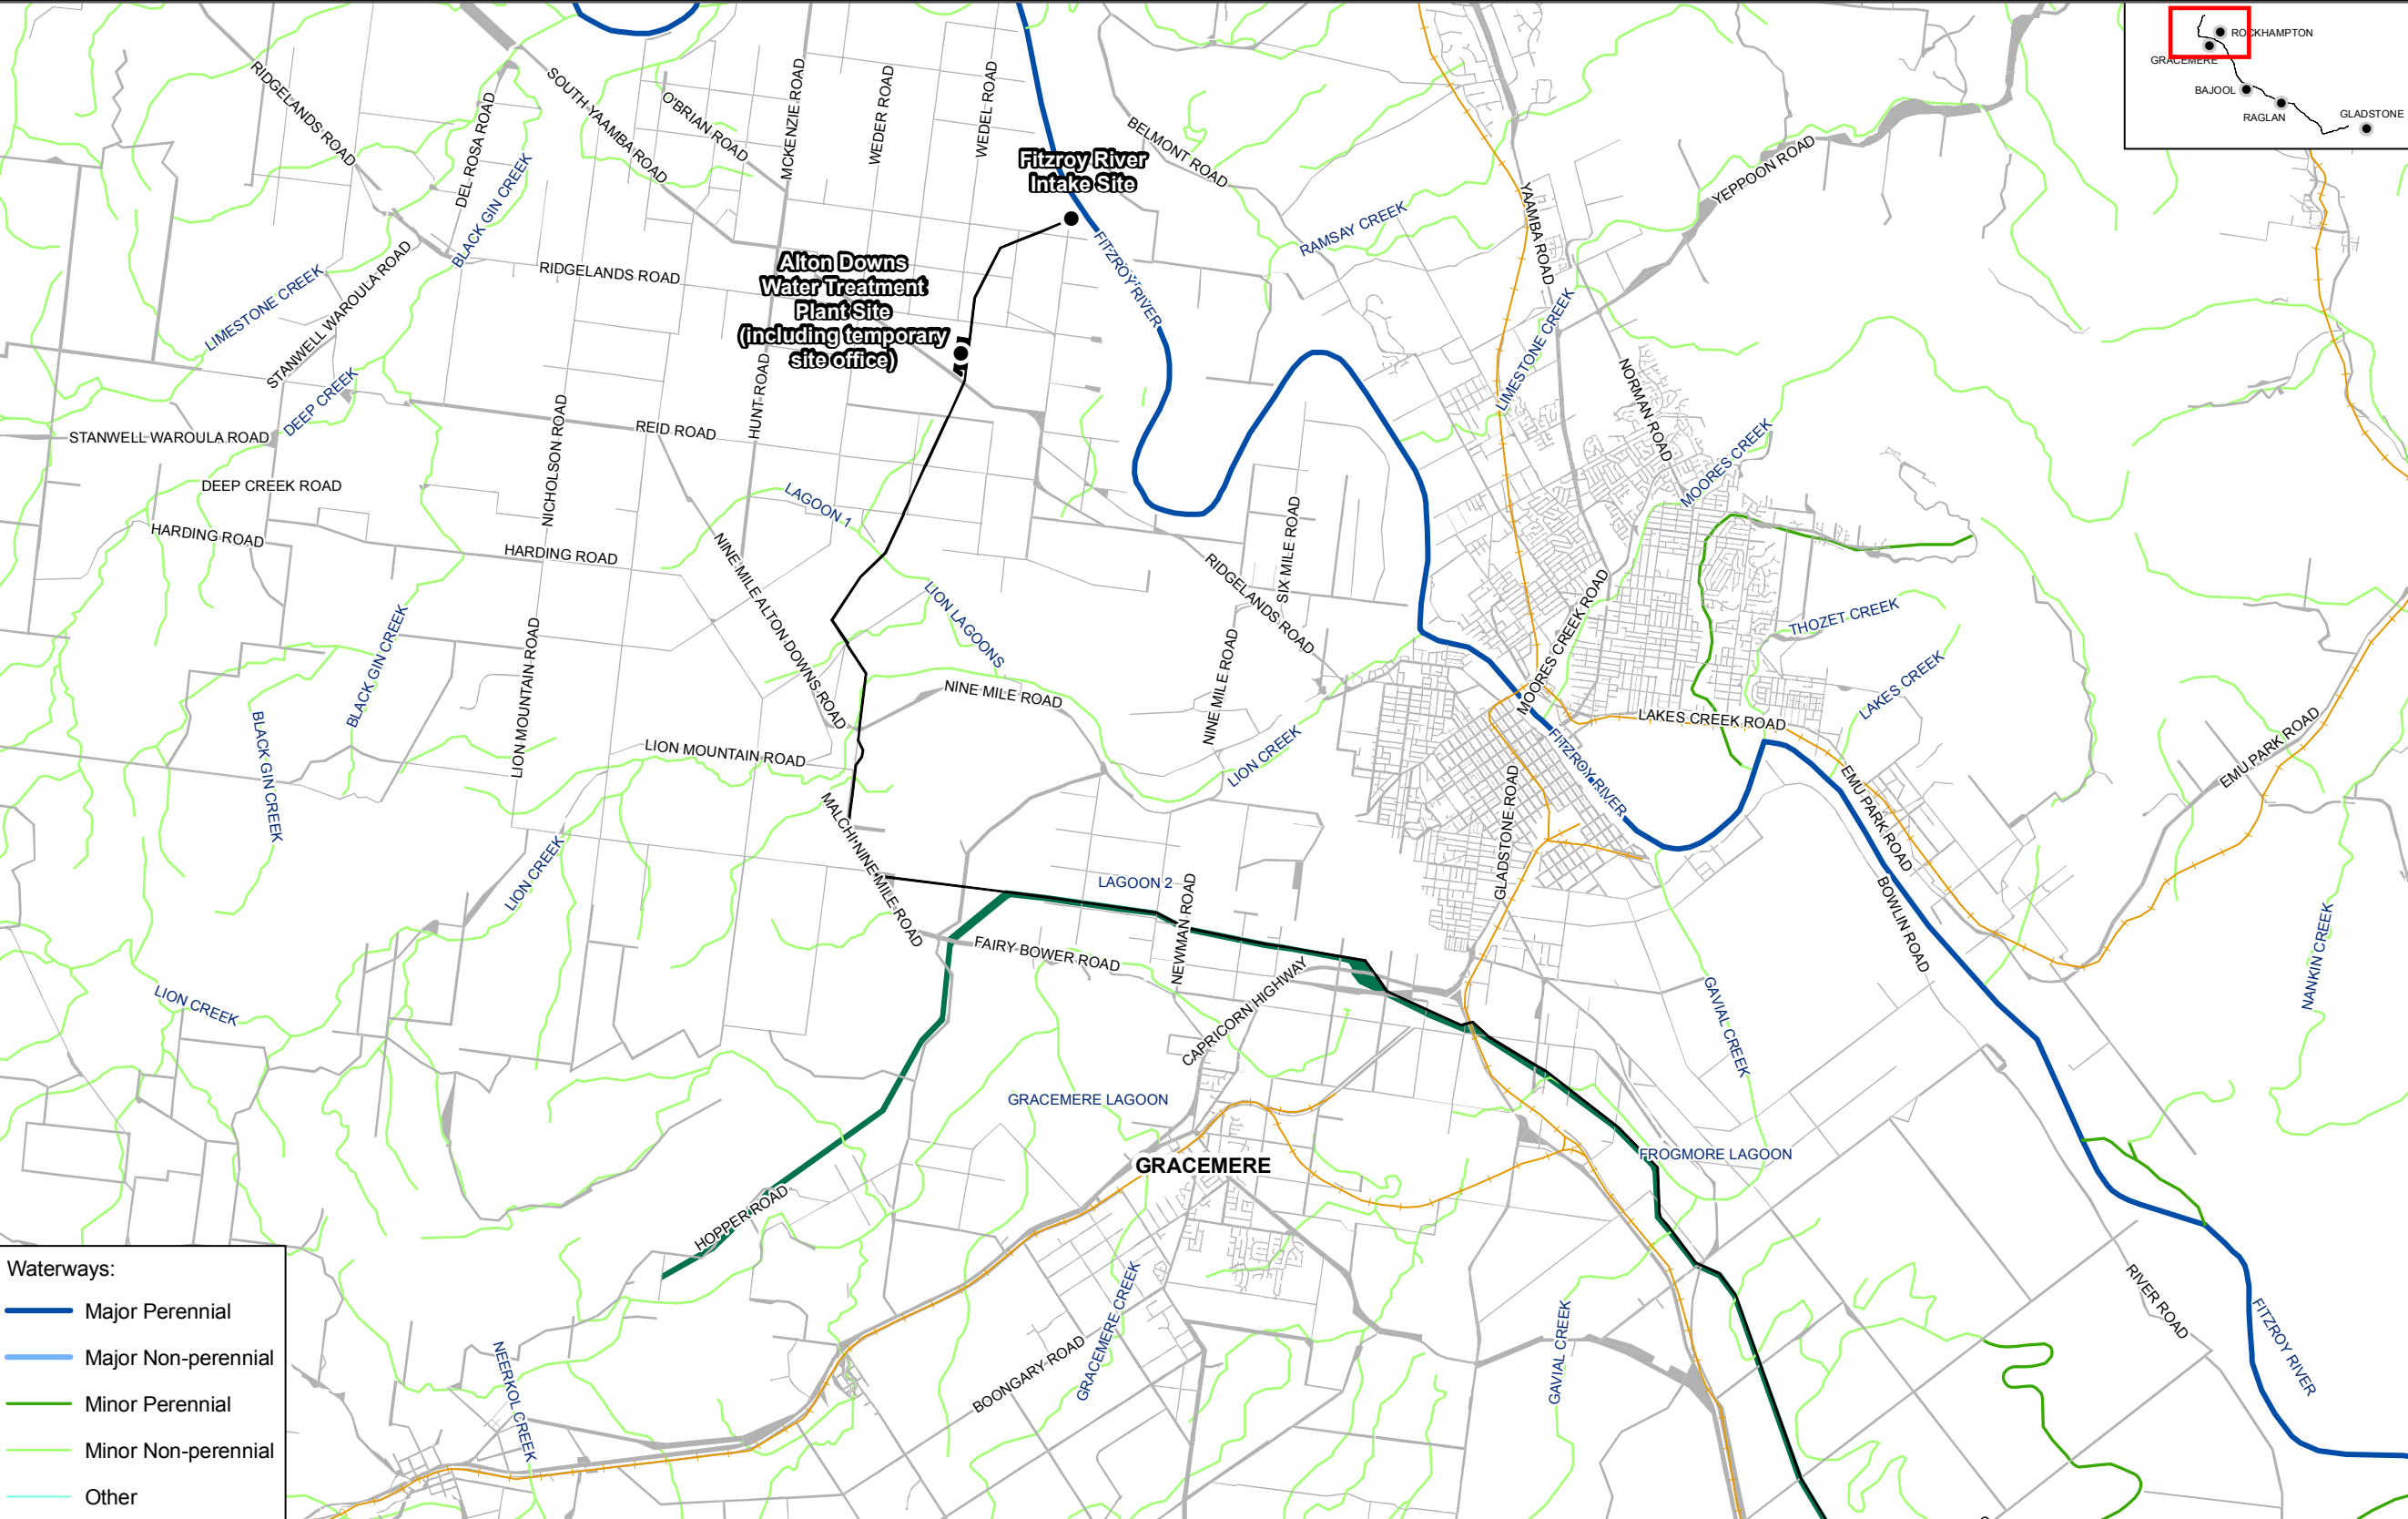 ROCKHAMPTON
GRACEMERE
BAJOOL
RAGLAN
GLADSTONE
RIDGELANDS ROAD
SOUTH YAAMBA ROAD
O'BRIAN ROAD
MCKENZIE ROAD
WEDER ROAD
WEDEL ROAD
DEL ROSA ROAD
BLACK GIN CREEK
BELMONT ROAD
Fitzroy River
Intake Site
YEPPOON ROAD
YAAMBA ROAD
RAMSAY CREEK
FITZROY RIVER
LIMESTONE CREEK
STANWELL WAROULA ROAD
RIDGELANDS ROAD
Alton Downs
Water Treatment
Plant Site
(including temporary
site office)
LIMESTONE CREEK
NORMAN ROAD
HUNT ROAD
DEEP CREEK
STANWELL WAROULA ROAD
REID ROAD
NICHOLSON ROAD
MOORES CREEK
DEEP CREEK ROAD
LAGOON 1
HARDING ROAD
HARDING ROAD
NINE MILE ALTON DOWNS ROAD
SIX MILE ROAD
RIDGELANDS ROAD
LION LAGOONS
MOORES CREEK ROAD
THOZET CREEK
LAKES CREEK
BLACK GIN CREEK
BLACK GIN CREEK
LION MOUNTAIN ROAD
NINE MILE ROAD
NINE MILE ROAD
LAKES CREEK ROAD
LION MOUNTAIN ROAD
LION CREEK
FITZROY RIVER
EMU PARK ROAD
EMU PARK ROAD
MALCHI-NINE MILE ROAD
GLADSTONE ROAD
LION CREEK
LAGOON 2
NEWMAN ROAD
BOWLIN ROAD
FAIRY BOWER ROAD
CAPRICORN HIGHWAY
NANKIN CREEK
LION CREEK
GAVIAL CREEK
GRACEMERE LAGOON
FROGMORE LAGOON
GRACEMERE
HOPPER ROAD
RIVER ROAD
FITZROY RIVER
GRACEMERE CREEK
GAVIAL CREEK
BOONGARY ROAD
NEERKOL CREEK
Waterways:
Major Perennial
Major Non-perennial
Minor Perennial
Minor Non-perennial
Other